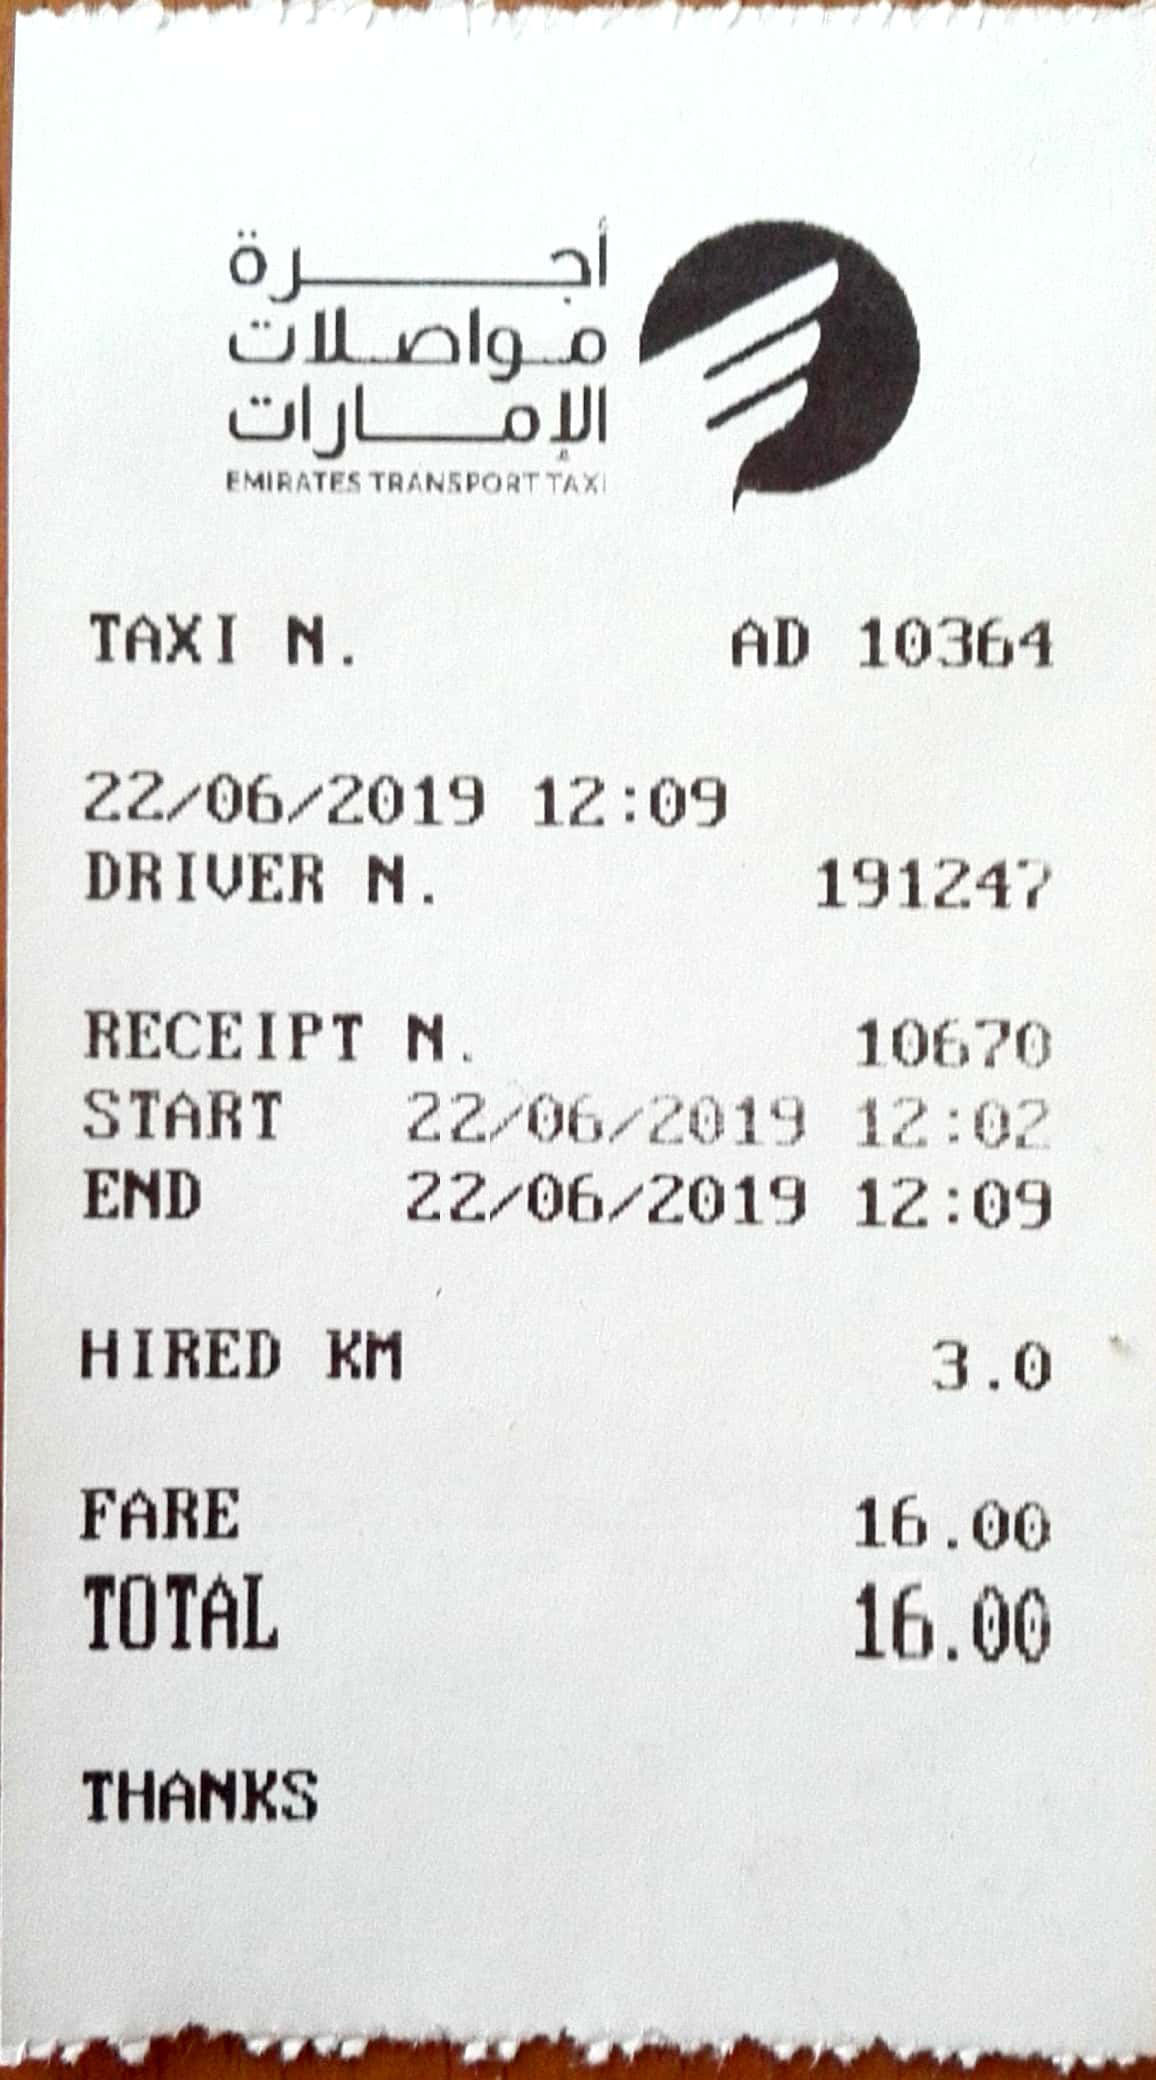 أجرة
مواصلات
الإمارات
EMIRATES TRANSPORT TAXI
TAXI N. AD 10364
22/06/2019 12:09
DRIVER N. 191247
RECEIPT N. 10670
START 22/06/2019 12:02
END 22/06/2019 12:09
HIRED KM 3.0
FARE 16.00
TOTAL 16.00
THANKS